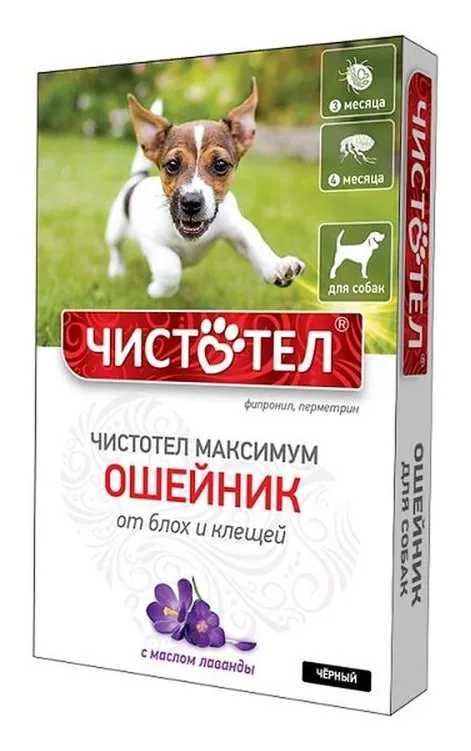 3 месяца
4 месяца
для собак
ЧИСТОТЕЛ®
фипронил, перметрин
ЧИСТОТЕЛ МАКСИМУМ
ОШЕЙНИК
от блох и клещей
с маслом лаванды
ЧЁРНЫЙ
ЧИСТОТЕЛ®
ОШЕЙНИК
ДЛЯ СОБАК